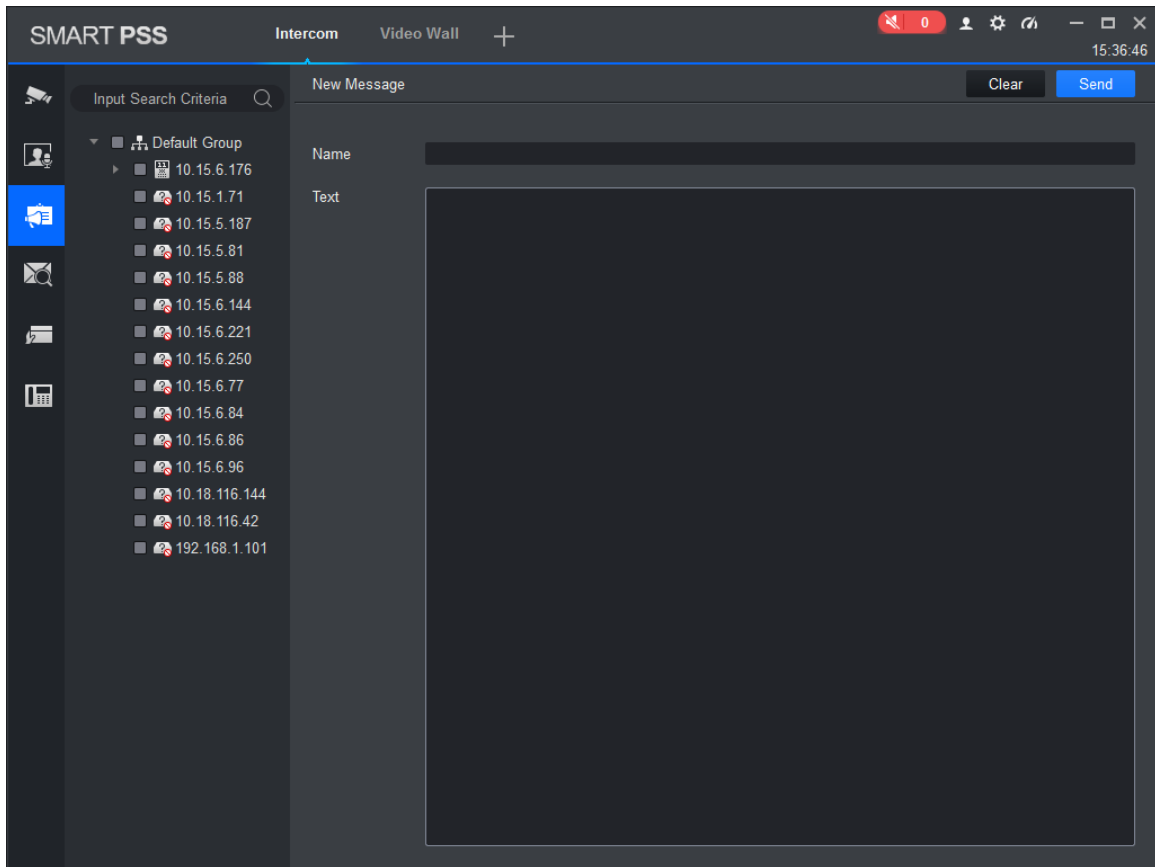 SMART PSS
Intercom
Video Wall
0
15:36:46
Input Search Criteria
New Message
Clear
Send
Default Group
10.15.6.176
10.15.1.71
10.15.5.187
10.15.5.81
10.15.5.88
10.15.6.144
10.15.6.221
10.15.6.250
10.15.6.77
10.15.6.84
10.15.6.86
10.15.6.96
10.18.116.144
10.18.116.42
192.168.1.101
Name
Text